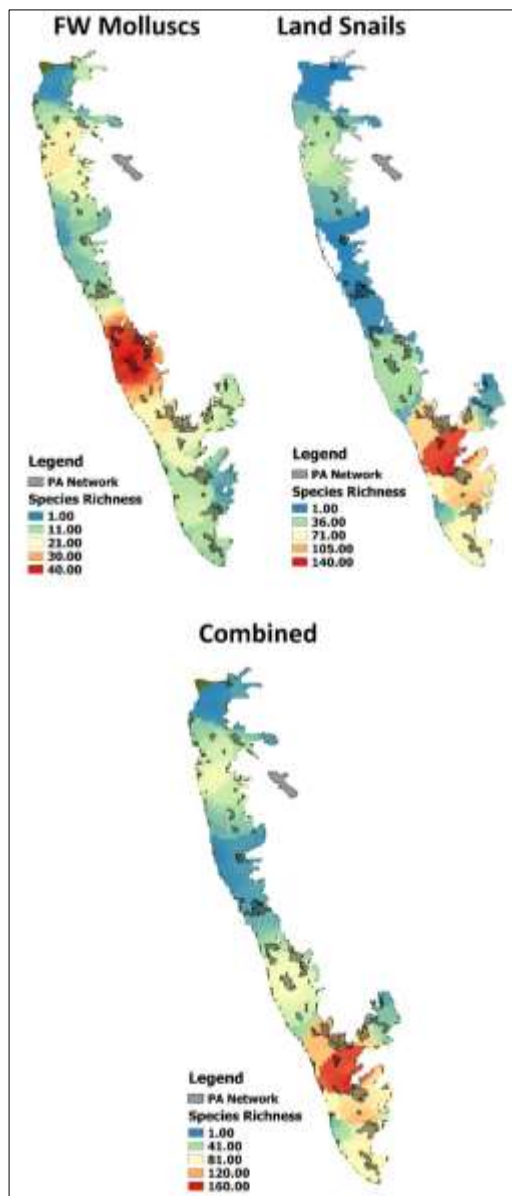 FW Molluscs
Legend
PA Network
Species Richness
1.00
11.00
21.00
30.00
40.00
Land Snails
Legend
PA Network
Species Richness
1.00
36.00
71.00
105.00
140.00
Combined
Legend
PA Network
Species Richness
1.00
41.00
81.00
120.00
160.00